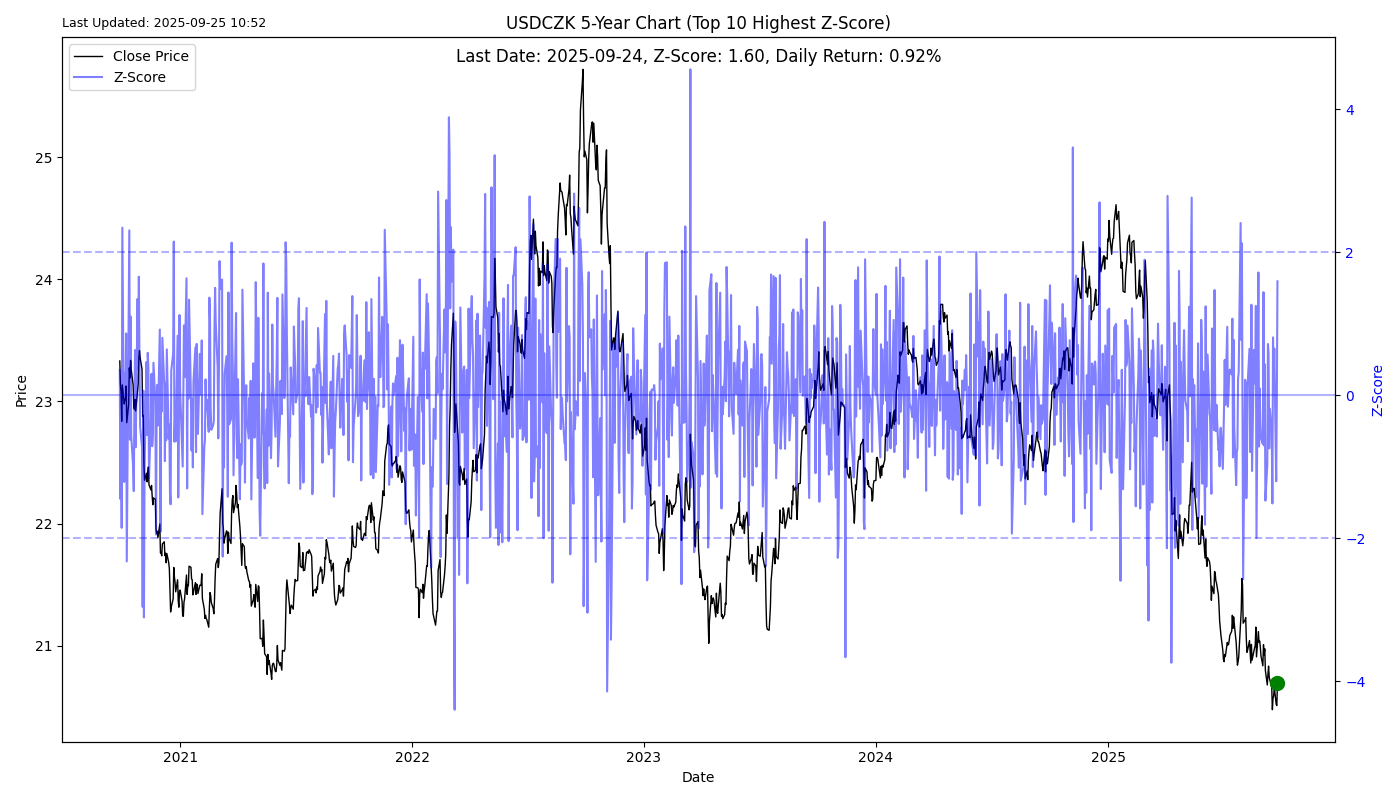 Last Updated: 2025-09-25 10:52
USDCZK 5-Year Chart (Top 10 Highest Z-Score)
Last Date: 2025-09-24, Z-Score: 1.60, Daily Return: 0.92%
Close Price
Z-Score
25
24
23
22
21
Price
4
2
0
−2
−4
Z-Score
2021
2022
2023
2024
2025
Date